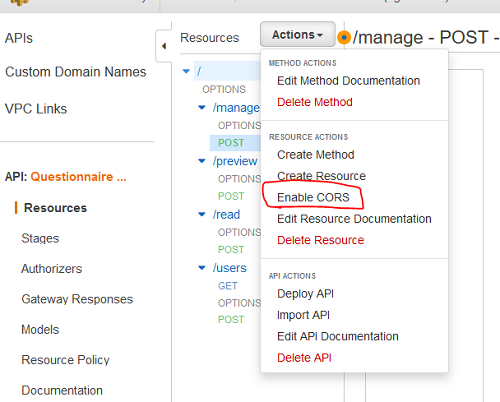 APIs
Custom Domain Names
VPC Links
API: Questionnaire ...
Resources
Stages
Authorizers
Gateway Responses
Models
Resource Policy
Documentation
Resources
/
OPTIONS
/manage
OPTIONS
POST
/preview
OPTIONS
POST
/read
OPTIONS
POST
/users
GET
OPTIONS
POST
Actions
/manage - POST -
METHOD ACTIONS
Edit Method Documentation
Delete Method
RESOURCE ACTIONS
Create Method
Create Resource
Enable CORS
Edit Resource Documentation
Delete Resource
API ACTIONS
Deploy API
Import API
Edit API Documentation
Delete API